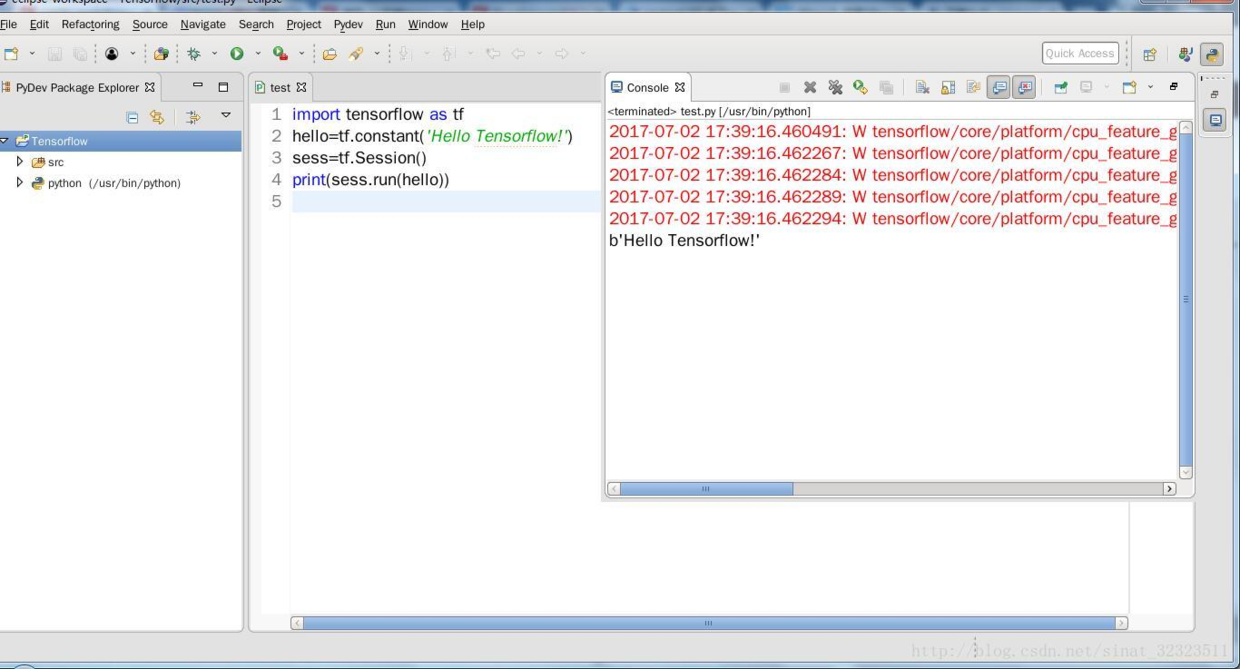 eclipse-workspace - Tensorflow/src/test.py - Eclipse
File Edit Refactoring Source Navigate Search Project Pydev Run Window Help
Quick Access
PyDev Package Explorer
test
Console
<terminated> test.py [/usr/bin/python]
Tensorflow
src
python (/usr/bin/python)
1 import tensorflow as tf
2 hello=tf.constant('Hello Tensorflow!')
3 sess=tf.Session()
4 print(sess.run(hello))
5
2017-07-02 17:39:16.460491: W tensorflow/core/platform/cpu_feature_g
2017-07-02 17:39:16.462267: W tensorflow/core/platform/cpu_feature_g
2017-07-02 17:39:16.462284: W tensorflow/core/platform/cpu_feature_g
2017-07-02 17:39:16.462289: W tensorflow/core/platform/cpu_feature_g
2017-07-02 17:39:16.462294: W tensorflow/core/platform/cpu_feature_g
b'Hello Tensorflow!'
http://blog.csdn.net/sinat_32323511